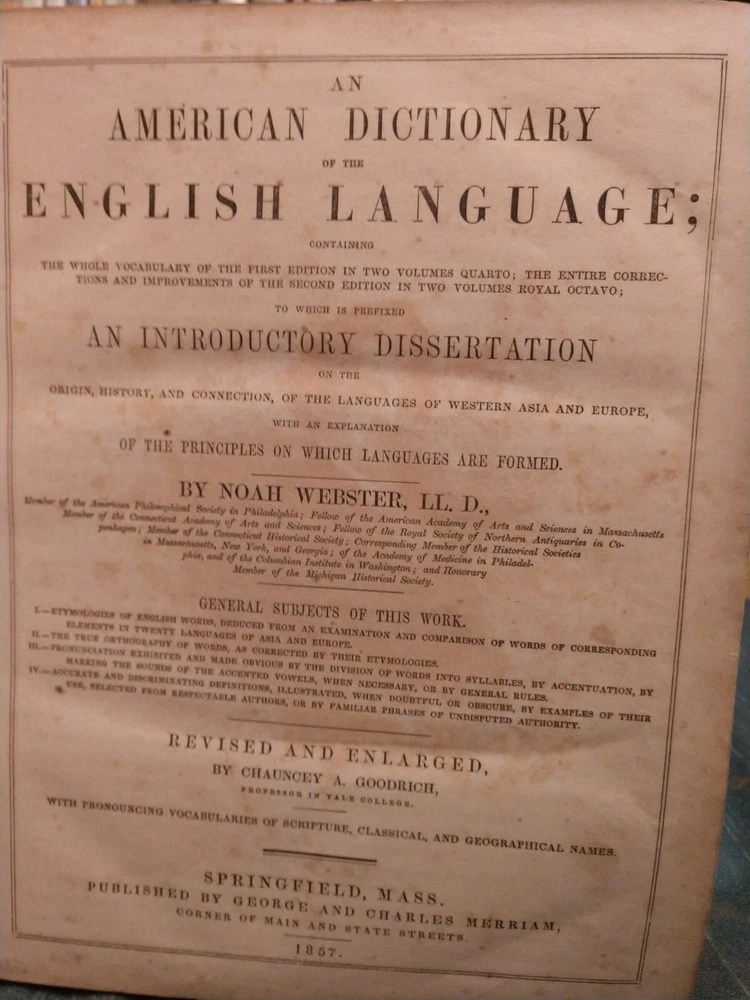 AN
AMERICAN DICTIONARY
OF THE
ENGLISH LANGUAGE;
CONTAINING
THE WHOLE VOCABULARY OF THE FIRST EDITION IN TWO VOLUMES QUARTO; THE ENTIRE CORREC-
TIONS AND IMPROVEMENTS OF THE SECOND EDITION IN TWO VOLUMES ROYAL OCTAVO;
TO WHICH IS PREFIXED
AN INTRODUCTORY DISSERTATION
ON THE
ORIGIN, HISTORY, AND CONNECTION, OF THE LANGUAGES OF WESTERN ASIA AND EUROPE,
WITH AN EXPLANATION
OF THE PRINCIPLES ON WHICH LANGUAGES ARE FORMED.
BY NOAH WEBSTER, LL. D.,
Member of the American Philosophical Society in Philadelphia; Fellow of the American Academy of Arts and Sciences in Massachusetts
Member of the Connecticut Academy of Arts and Sciences; Fellow of the Royal Society of Northern Antiquaries in Co-
penhagen; Member of the Connecticut Historical Society; Corresponding Member of the Historical Societies
in Massachusetts, New York, and Georgia; of the Academy of Medicine in Philadel-
phia, and of the Columbian Institute in Washington; and Honorary
Member of the Michigan Historical Society.
GENERAL SUBJECTS OF THIS WORK.
I.—ETYMOLOGIES OF ENGLISH WORDS, DEDUCED FROM AN EXAMINATION AND COMPARISON OF WORDS OF CORRESPONDING
ELEMENTS IN TWENTY LANGUAGES OF ASIA AND EUROPE.
II.—THE TRUE ORTHOGRAPHY OF WORDS, AS CORRECTED BY THEIR ETYMOLOGIES.
III.—PRONUNCIATION EXHIBITED AND MADE OBVIOUS BY THE DIVISION OF WORDS INTO SYLLABLES, BY ACCENTUATION, BY
MARKING THE SOUNDS OF THE ACCENTED VOWELS, WHEN NECESSARY, OR BY GENERAL RULES.
IV.—ACCURATE AND DISCRIMINATING DEFINITIONS, ILLUSTRATED, WHEN DOUBTFUL OR OBSCURE, BY EXAMPLES OF THEIR
USE, SELECTED FROM RESPECTABLE AUTHORS, OR BY FAMILIAR PHRASES OF UNDISPUTED AUTHORITY.
REVISED AND ENLARGED,
BY CHAUNCEY A. GOODRICH,
PROFESSOR IN YALE COLLEGE.
WITH PRONOUNCING VOCABULARIES OF SCRIPTURE, CLASSICAL, AND GEOGRAPHICAL NAMES.
SPRINGFIELD, MASS.
PUBLISHED BY GEORGE AND CHARLES MERRIAM,
CORNER OF MAIN AND STATE STREETS.
1857.